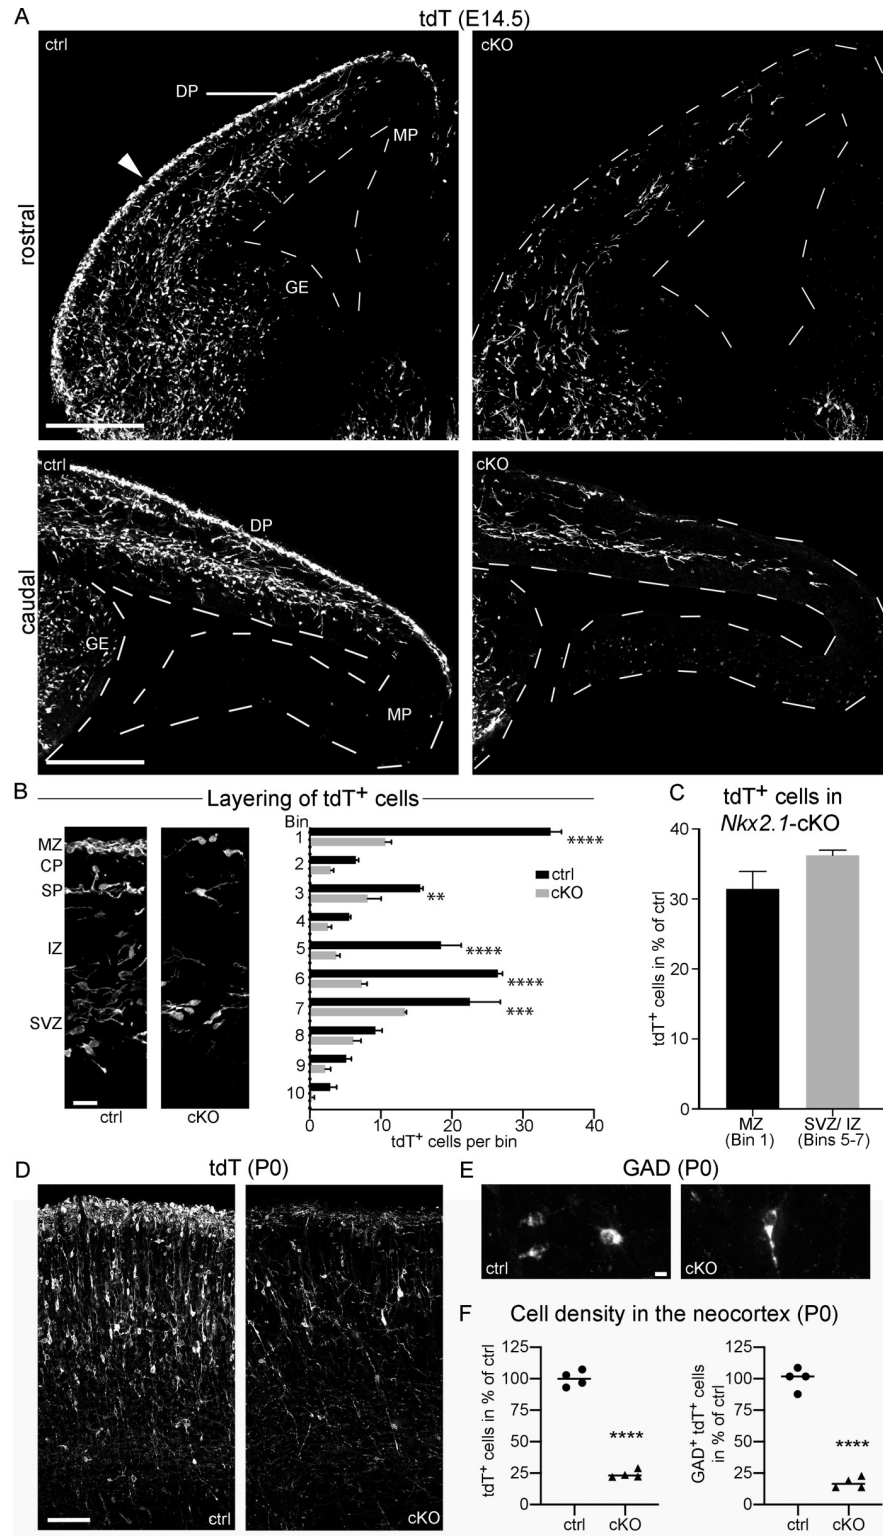 A
tdT (E14.5)
ctrl
cKO
DP
MP
GE
rostral
ctrl
cKO
DP
GE
MP
caudal
B
Layering of tdT+ cells
MZ
CP
SP
IZ
SVZ
ctrl
cKO
Bin
1
2
3
4
5
6
7
8
9
10
****
**
****
****
***
ctrl
cKO
0
10
20
30
40
tdT+ cells per bin
C
tdT+ cells in
Nkx2.1-cKO
tdT+ cells in % of ctrl
40
30
20
10
0
MZ
(Bin 1)
SVZ/ IZ
(Bins 5-7)
D
tdT (P0)
ctrl
cKO
E
GAD (P0)
ctrl
cKO
F
Cell density in the neocortex (P0)
tdT+ cells in % of ctrl
125
100
75
50
25
0
****
ctrl
cKO
GAD+ tdT+ cells
in % of ctrl
125
100
75
50
25
0
****
ctrl
cKO